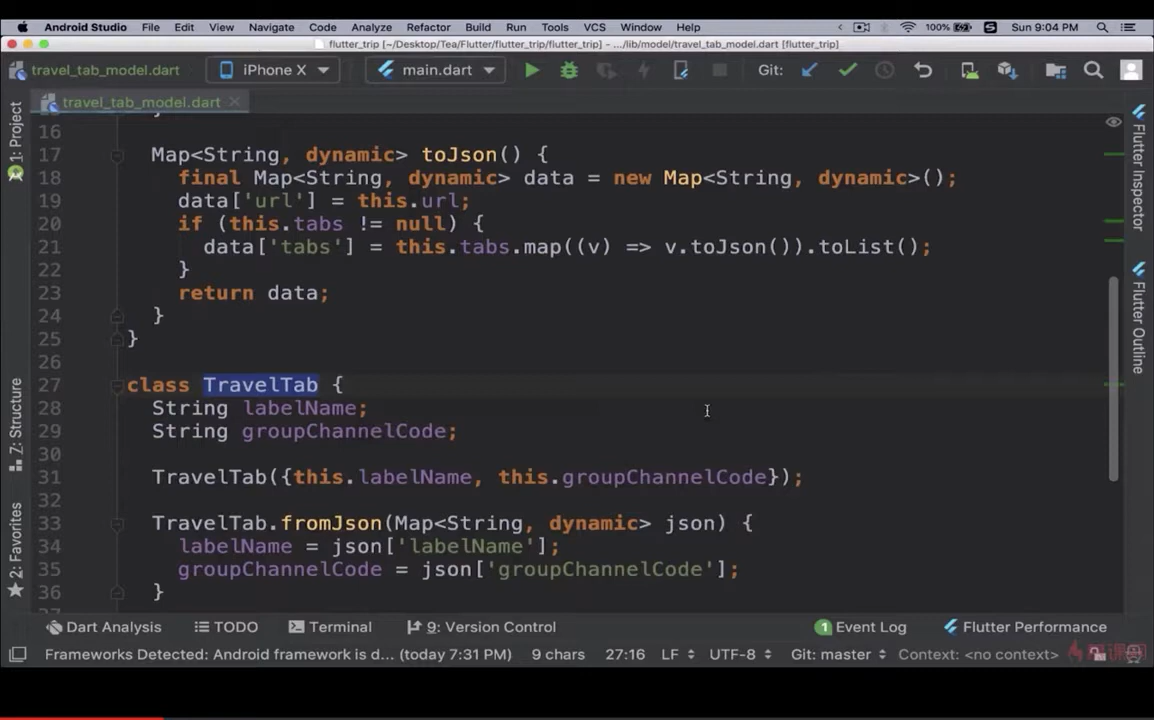 Android Studio File Edit View Navigate Code Analyze Refactor Build Run Tools VCS Window Help 100% Sun 9:04 PM
flutter_trip [~/Desktop/Tea/Flutter/flutter_trip/flutter_trip] - .../lib/model/travel_tab_model.dart [flutter_trip]
travel_tab_model.dart iPhone X main.dart Git:
travel_tab_model.dart
1: Project
Z: Structure
2: Favorites
16
17 Map<String, dynamic> toJson() {
18 final Map<String, dynamic> data = new Map<String, dynamic>();
19 data['url'] = this.url;
20 if (this.tabs != null) {
21 data['tabs'] = this.tabs.map((v) => v.toJson()).toList();
22 }
23 return data;
24 }
25 }
26
27 class TravelTab {
28 String labelName;
29 String groupChannelCode;
30
31 TravelTab({this.labelName, this.groupChannelCode});
32
33 TravelTab.fromJson(Map<String, dynamic> json) {
34 labelName = json['labelName'];
35 groupChannelCode = json['groupChannelCode'];
36 }
Flutter Inspector
Flutter Outline
Dart Analysis TODO Terminal 9: Version Control 1 Event Log Flutter Performance
Frameworks Detected: Android framework is d... (today 7:31 PM) 9 chars 27:16 LF UTF-8 Git: master Context: <no context>